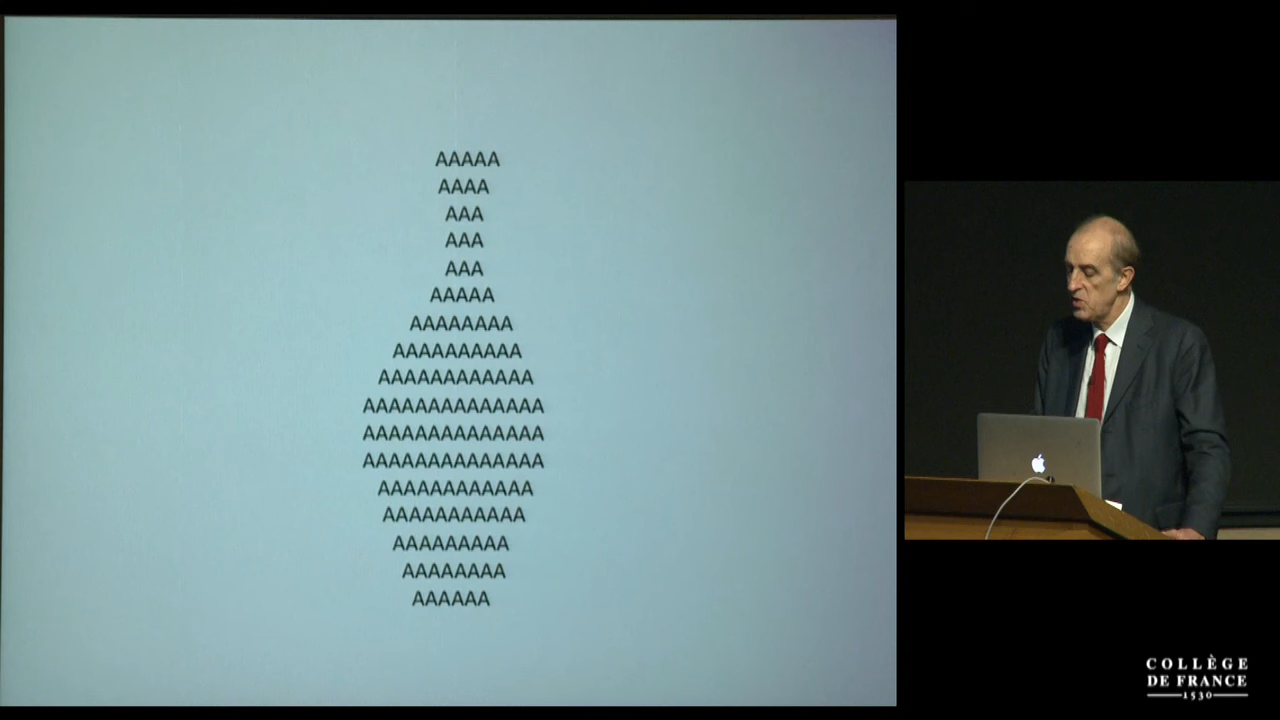 AAAAA
AAAA
AAA
AAA
AAA
AAAAA
AAAAAAAA
AAAAAAAAAA
AAAAAAAAAAAA
AAAAAAAAAAAAAA
AAAAAAAAAAAAAA
AAAAAAAAAAAAAA
AAAAAAAAAAAA
AAAAAAAAAAA
AAAAAAAAA
AAAAAAAA
AAAAAA
COLLÈGE
DE FRANCE
1530